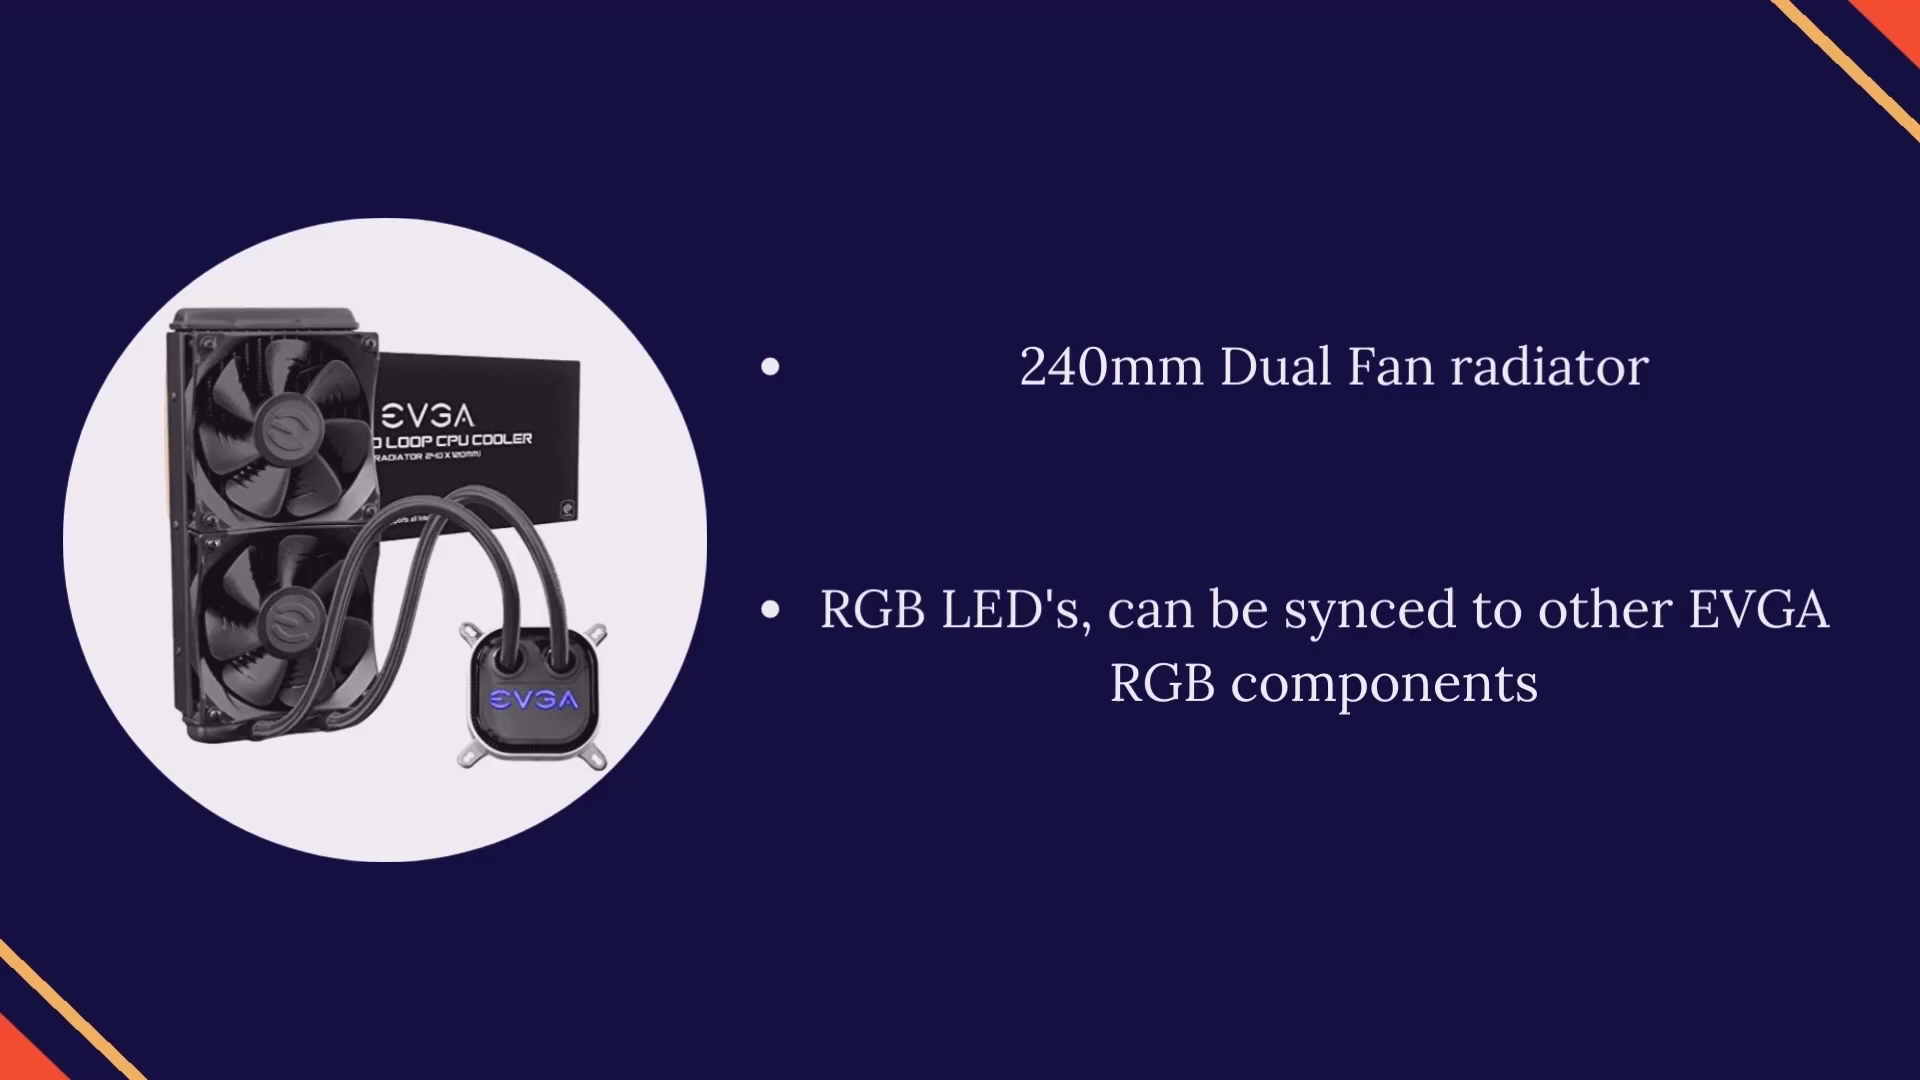 EVGA
LOOP CPU COOLER
RADIATOR 240 X 120MM)
EVGA
• 240mm Dual Fan radiator
• RGB LED's, can be synced to other EVGA
RGB components